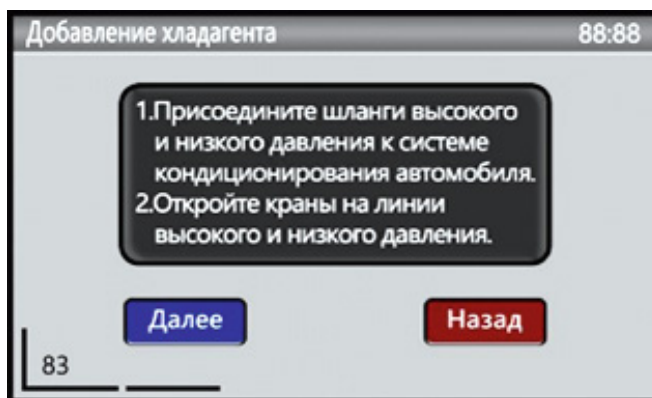 Добавление хладагента 88:88
1.Присоедините шланги высокого
и низкого давления к системе
кондиционирования автомобиля.
2.Откройте краны на линии
высокого и низкого давления.
Далее Назад
83